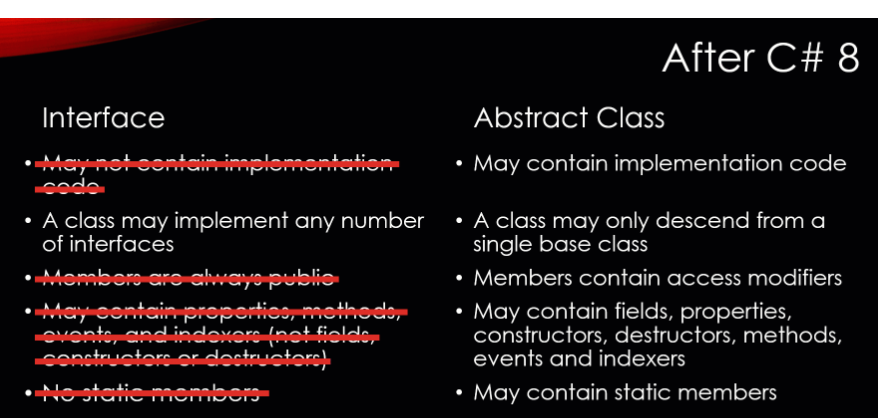 After C# 8
Interface
• May not contain implementation
code
• A class may implement any number
of interfaces
• Members are always public
• May contain properties, methods,
events, and indexers (not fields,
constructors or destructors)
• No static members
Abstract Class
• May contain implementation code
• A class may only descend from a
single base class
• Members contain access modifiers
• May contain fields, properties,
constructors, destructors, methods,
events and indexers
• May contain static members